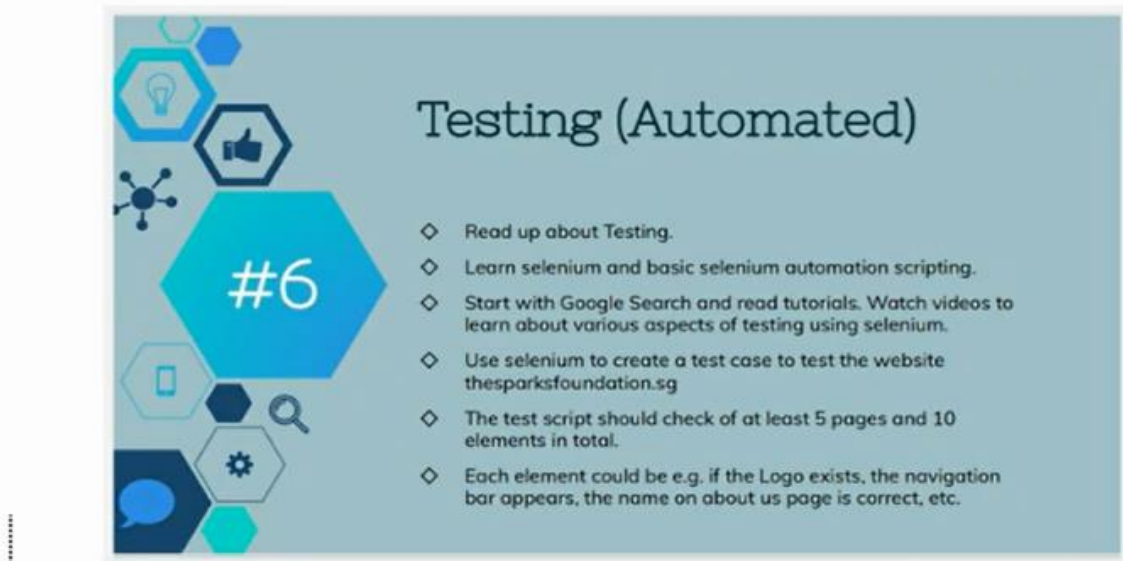 Testing (Automated)
#6
Read up about Testing.
Learn selenium and basic selenium automation scripting.
Start with Google Search and read tutorials. Watch videos to
learn about various aspects of testing using selenium.
Use selenium to create a test case to test the website
thesparksfoundation.sg
The test script should check of at least 5 pages and 10
elements in total.
Each element could be e.g. if the Logo exists, the navigation
bar appears, the name on about us page is correct, etc.